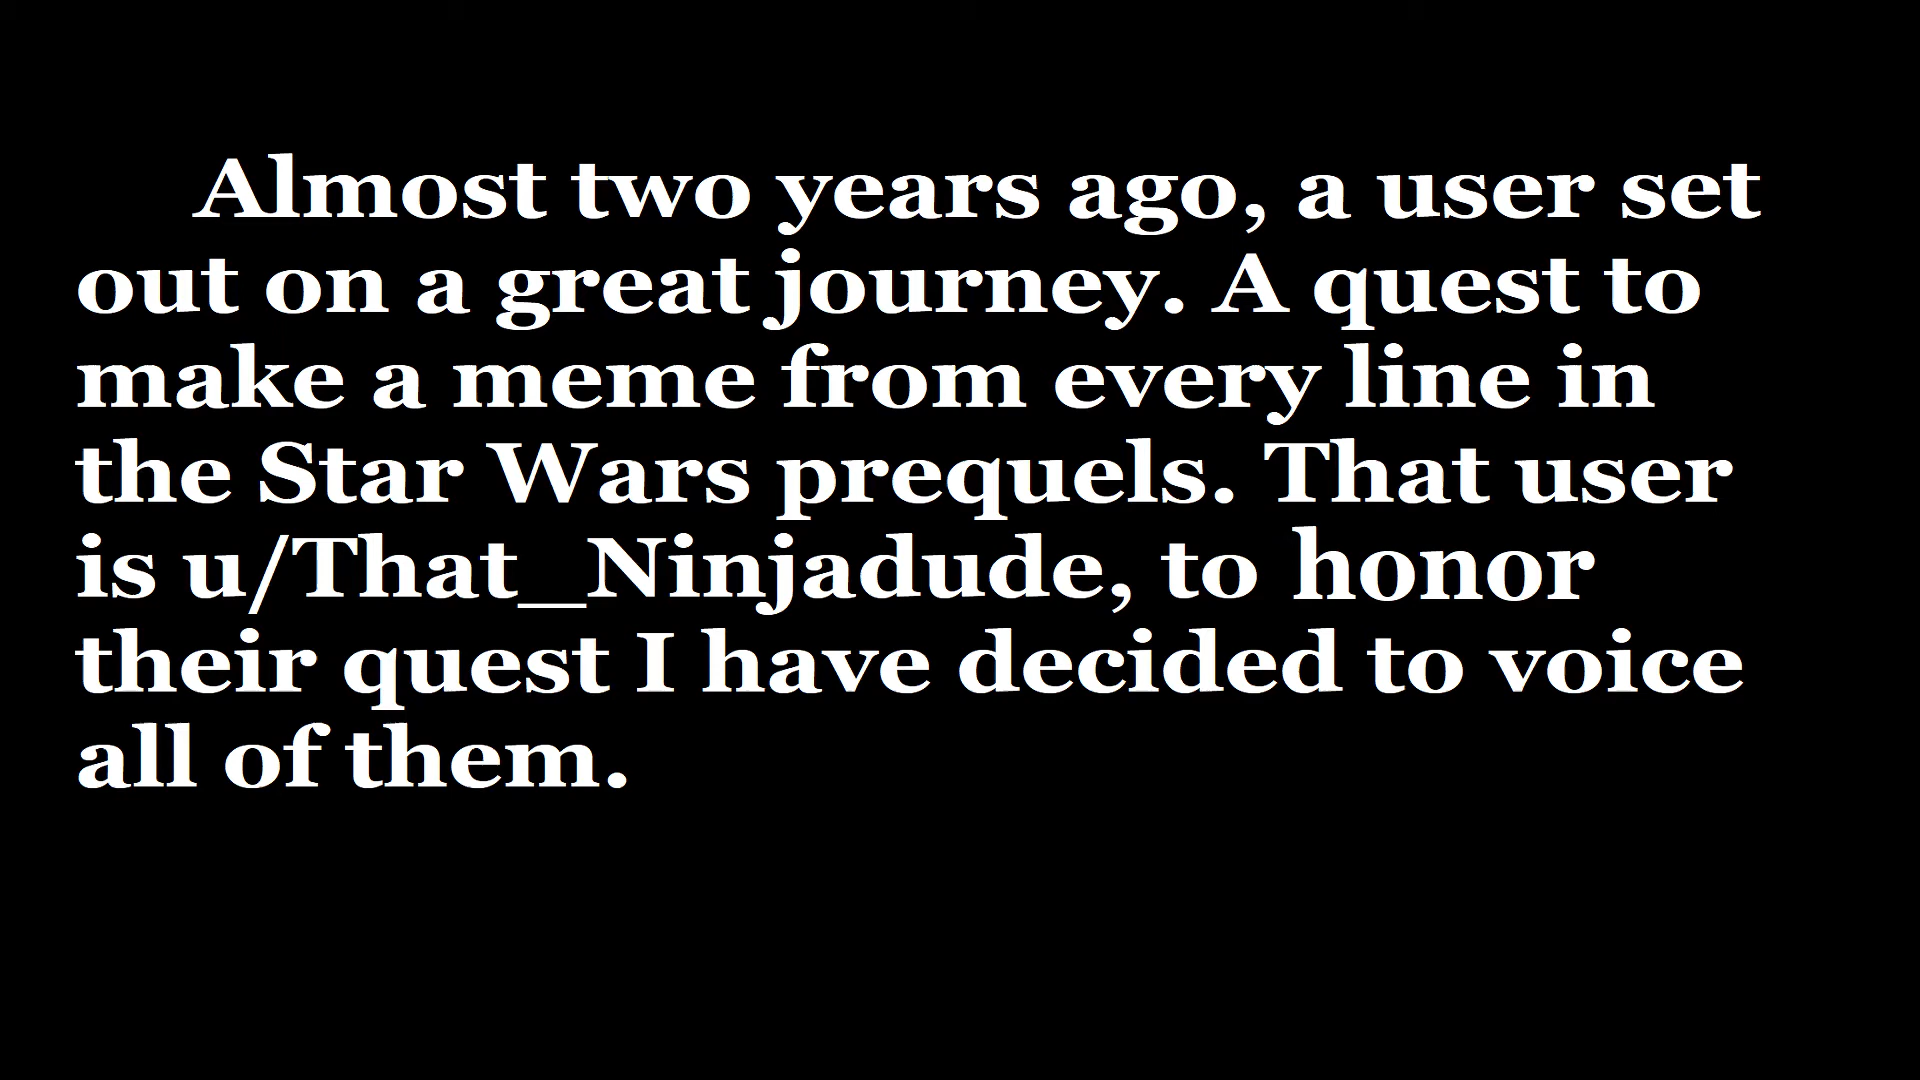 Almost two years ago, a user set
out on a great journey. A quest to
make a meme from every line in
the Star Wars prequels. That user
is u/That_Ninjadude, to honor
their quest I have decided to voice
all of them.